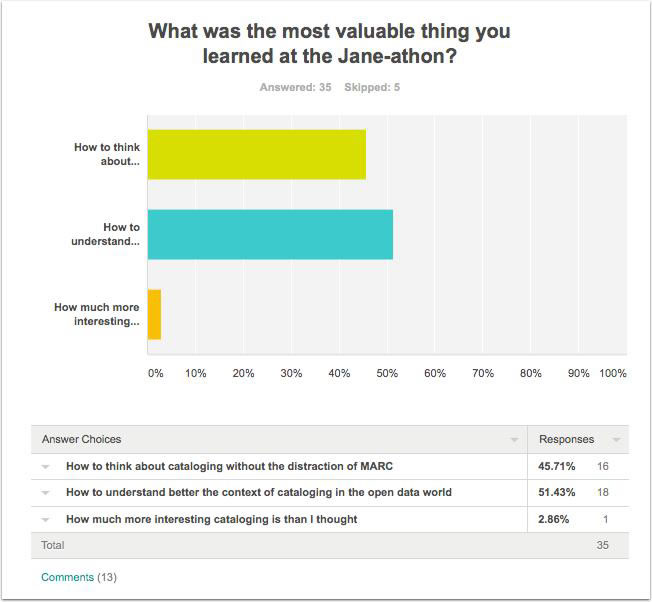 What was the most valuable thing you
learned at the Jane-athon?
Answered: 35 Skipped: 5
How to think
about...
How to
understand...
How much more
interesting...
0% 10% 20% 30% 40% 50% 60% 70% 80% 90% 100%
Answer Choices Responses
How to think about cataloging without the distraction of MARC 45.71% 16
How to understand better the context of cataloging in the open data world 51.43% 18
How much more interesting cataloging is than I thought 2.86% 1
Total 35
Comments (13)